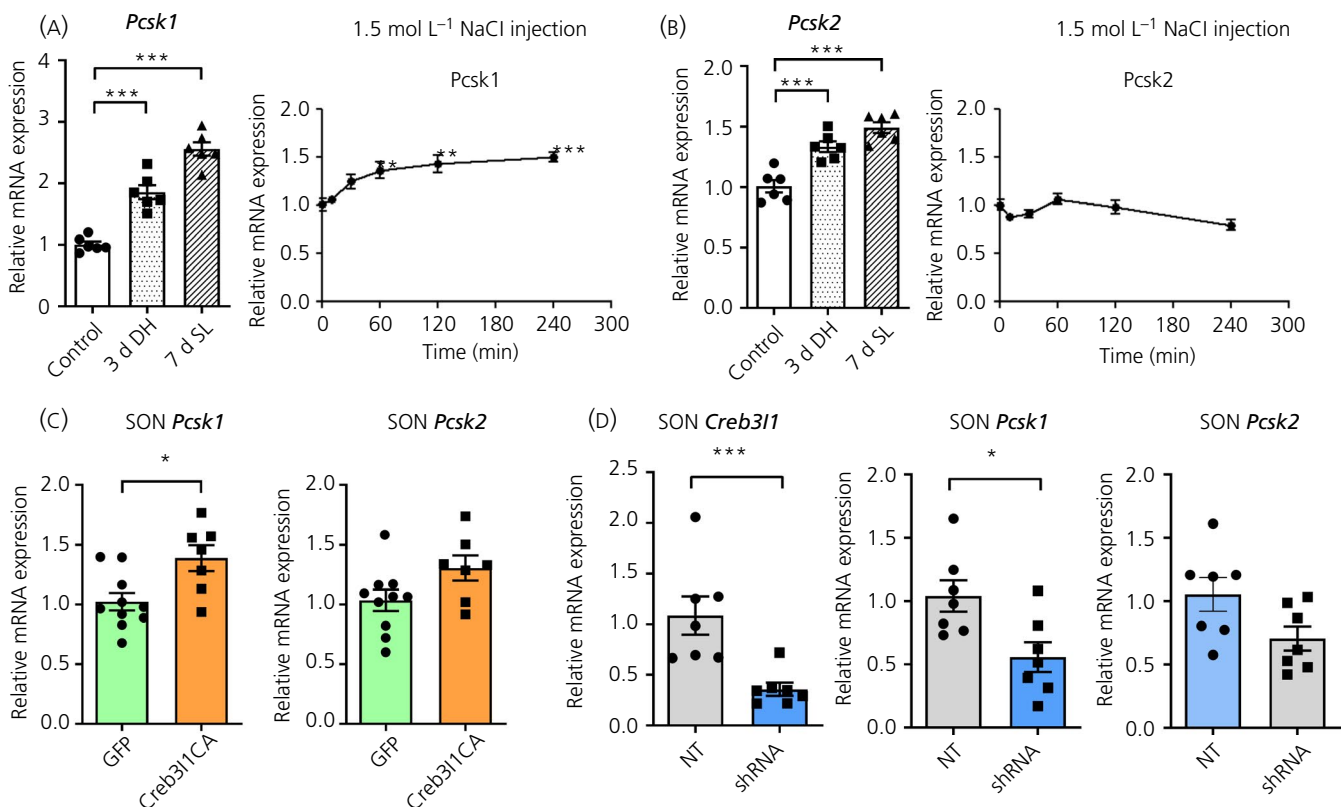 (A)
Pcsk1
Relative mRNA expression
4
3
2
1
0
***
***
Control
3 d DH
7 d SL
1.5 mol L–1 NaCl injection
Pcsk1
Relative mRNA expression
2.0
1.5
1.0
0.5
0.0
**
**
***
0 60 120 180 240 300
Time (min)
(B)
Pcsk2
Relative mRNA expression
2.0
1.5
1.0
0.5
0.0
***
***
Control
3 d DH
7 d SL
1.5 mol L–1 NaCl injection
Pcsk2
Relative mRNA expression
2.0
1.5
1.0
0.5
0.0
0 60 120 180 240 300
Time (min)
(C)
SON Pcsk1
Relative mRNA expression
2.0
1.5
1.0
0.5
0.0
*
GFP
Creb3l1CA
SON Pcsk2
Relative mRNA expression
2.0
1.5
1.0
0.5
0.0
GFP
Creb3l1CA
(D)
SON Creb3l1
Relative mRNA expression
2.5
2.0
1.5
1.0
0.5
0.0
***
NT
shRNA
SON Pcsk1
Relative mRNA expression
2.0
1.5
1.0
0.5
0.0
*
NT
shRNA
SON Pcsk2
Relative mRNA expression
2.0
1.5
1.0
0.5
0.0
NT
shRNA